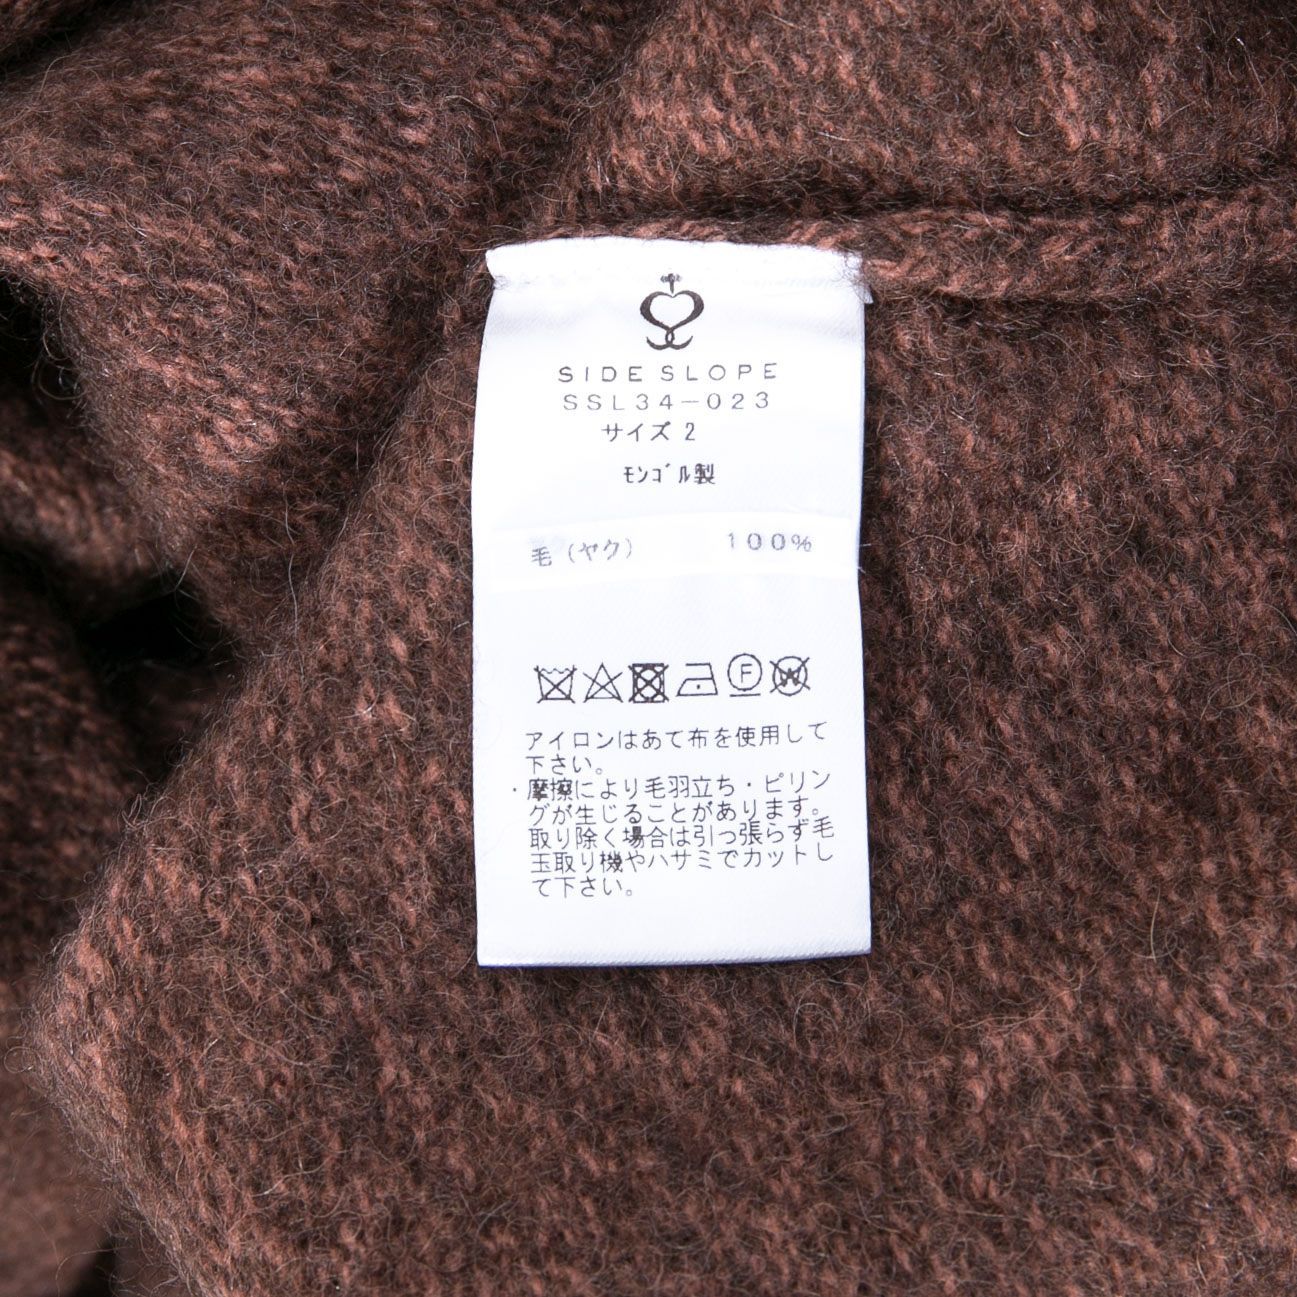 SIDE SLOPE
SSL34-023
サイズ 2
ﾓﾝｺﾞﾙ製
毛（ヤク） 100%
F
W
アイロンはあて布を使用して
下さい。
・摩擦により毛羽立ち・ピリン
グが生じることがあります。
取り除く場合は引っ張らず毛
玉取り機やハサミでカットし
て下さい。